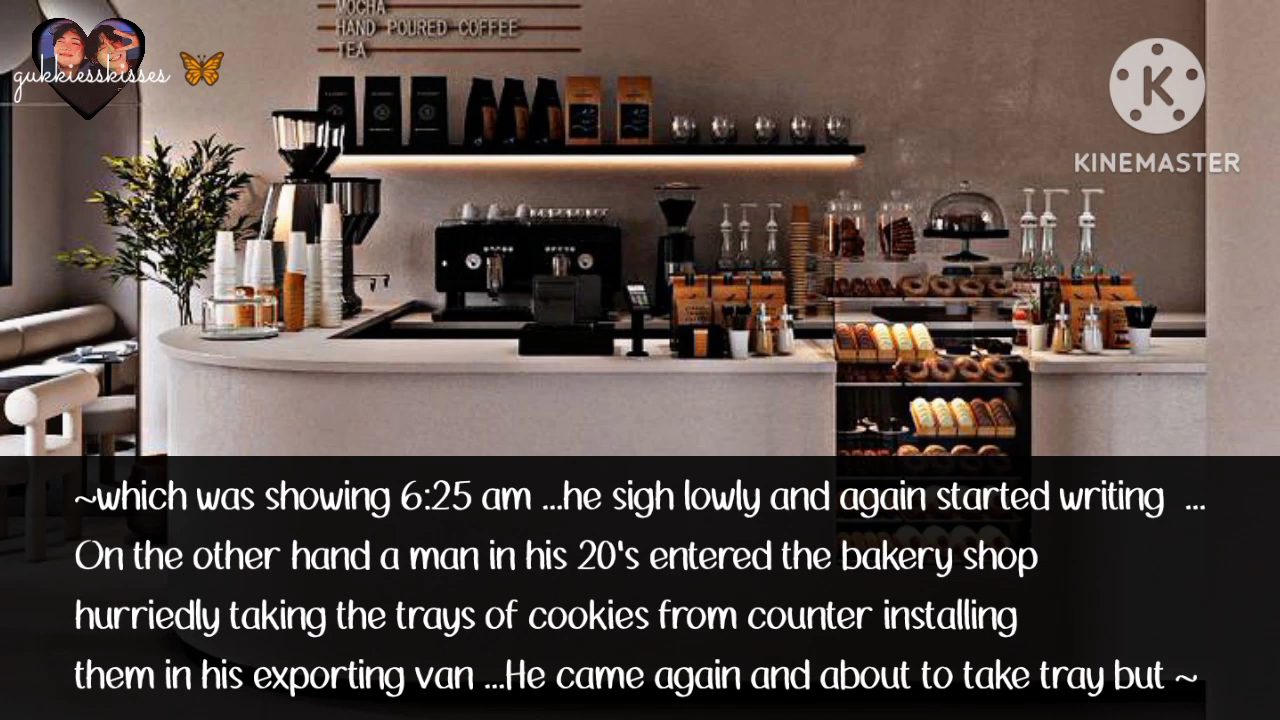 MOCHA
HAND POURED COFFEE
TEA
gukkiesskisses
K
KINEMASTER
~which was showing 6:25 am ...he sigh lowly and again started writing ...
On the other hand a man in his 20's entered the bakery shop
hurriedly taking the trays of cookies from counter installing
them in his exporting van ...He came again and about to take tray but ~